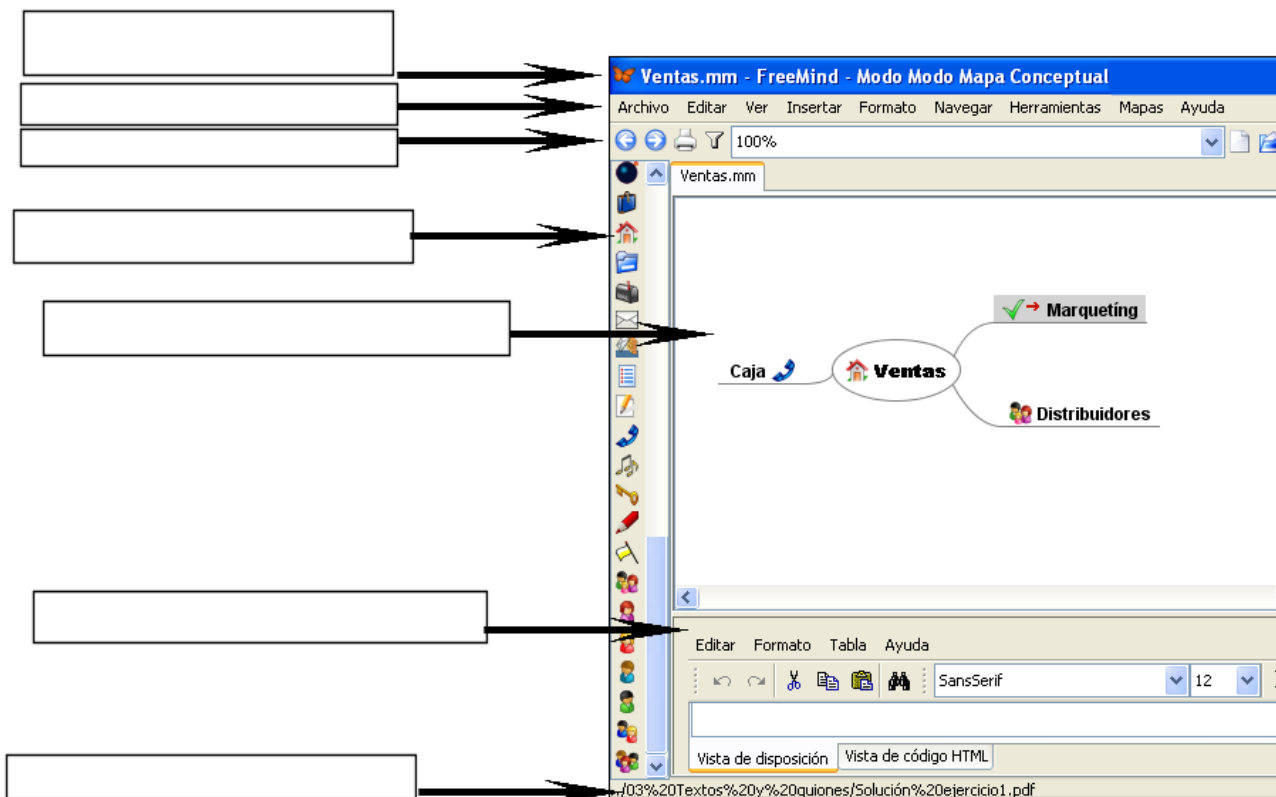 Ventas.mm - FreeMind - Modo Modo Mapa Conceptual
Archivo Editar Ver Insertar Formato Navegar Herramientas Mapas Ayuda
100%
Ventas.mm
Marquetíng
Caja
Ventas
Distribuidores
Editar Formato Tabla Ayuda
SansSerif 12
Vista de disposición Vista de código HTML
/03%20Textos%20y%20guiones/Solución%20ejercicio1.pdf